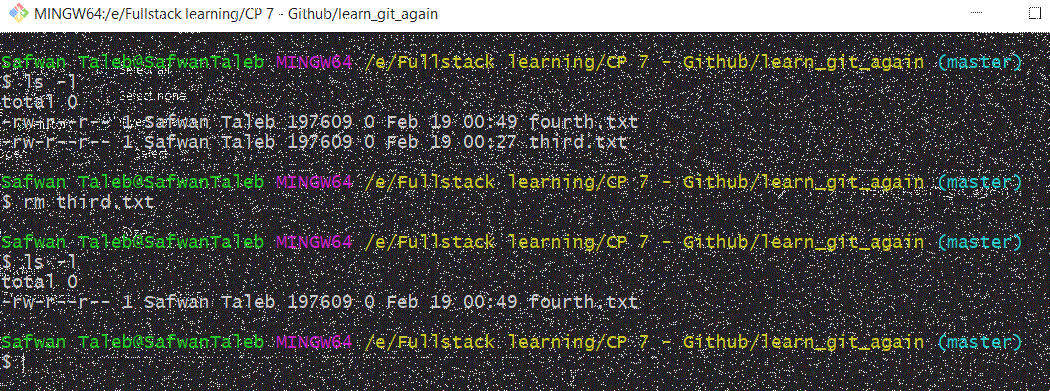 MINGW64:/e/Fullstack learning/CP 7 - Github/learn_git_again
Safwan Taleb@SafwanTaleb MINGW64 /e/Fullstack learning/CP 7 - Github/learn_git_again (master)
$ ls -l
Select all
total 0
Select none
-rw-r--r-- 1 Safwan Taleb 197609 0 Feb 19 00:49 fourth.txt
-rw-r--r-- 1 Safwan Taleb 197609 0 Feb 19 00:27 third.txt
Safwan Taleb@SafwanTaleb MINGW64 /e/Fullstack learning/CP 7 - Github/learn_git_again (master)
$ rm third.txt
Safwan Taleb@SafwanTaleb MINGW64 /e/Fullstack learning/CP 7 - Github/learn_git_again (master)
$ ls -l
total 0
-rw-r--r-- 1 Safwan Taleb 197609 0 Feb 19 00:49 fourth.txt
Safwan Taleb@SafwanTaleb MINGW64 /e/Fullstack learning/CP 7 - Github/learn_git_again (master)
$